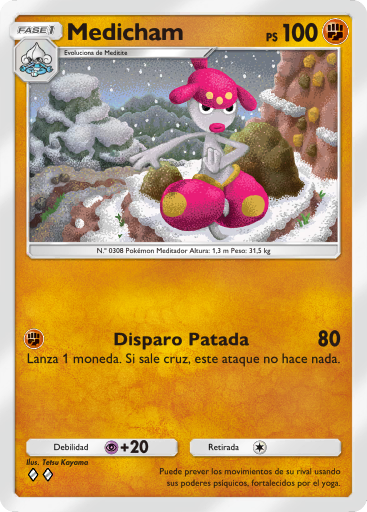 FASE 1
Medicham
PS 100
Evoluciona de Meditite
N.º 0308 Pokémon Meditador Altura: 1,3 m Peso: 31,5 kg
Disparo Patada 80
Lanza 1 moneda. Si sale cruz, este ataque no hace nada.
Debilidad +20 Retirada
Ilus. Tetsu Kayama
Puede prever los movimientos de su rival usando
sus poderes psíquicos, fortalecidos por el yoga.